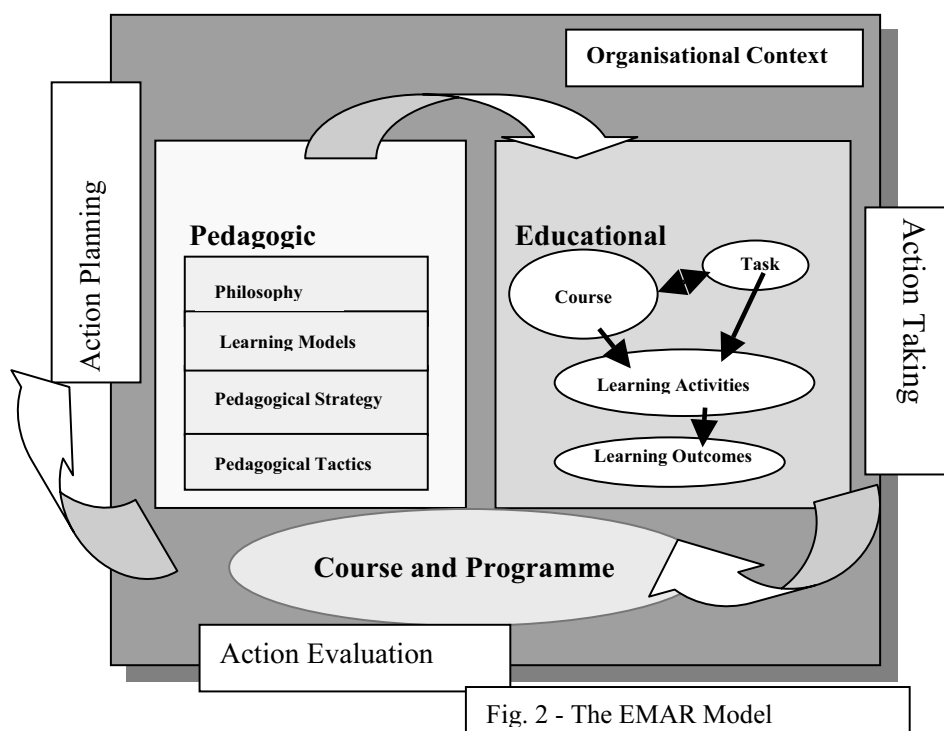 Organisational Context
Action Planning
Pedagogic
Philosophy
Learning Models
Pedagogical Strategy
Pedagogical Tactics
Educational
Course
Task
Learning Activities
Learning Outcomes
Action Taking
Course and Programme
Action Evaluation
Fig. 2 - The EMAR Model